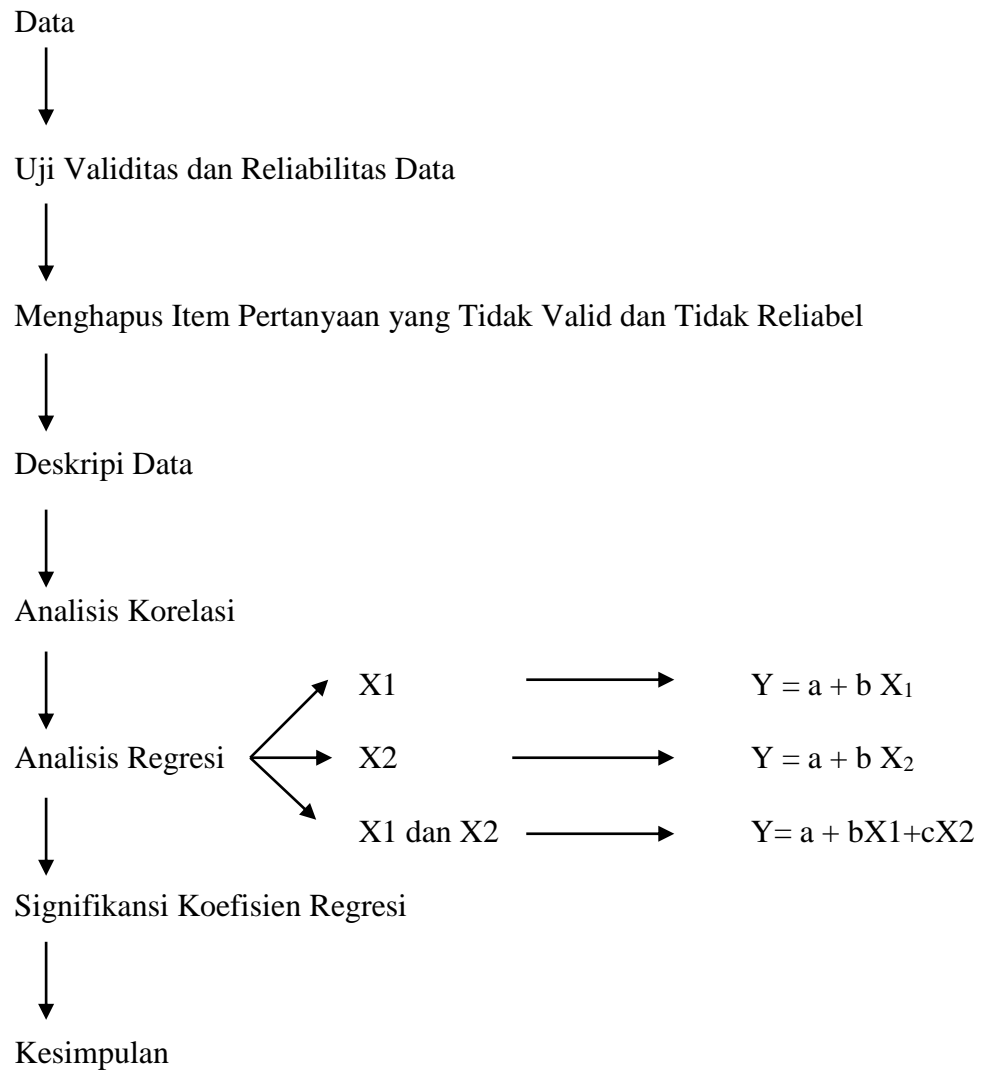 Data
Uji Validitas dan Reliabilitas Data
Menghapus Item Pertanyaan yang Tidak Valid dan Tidak Reliabel
Deskripi Data
Analisis Korelasi
X1 Y = a + b X₁
Analisis Regresi X2 Y = a + b X₂
X1 dan X2 Y= a + bX1+cX2
Signifikansi Koefisien Regresi
Kesimpulan